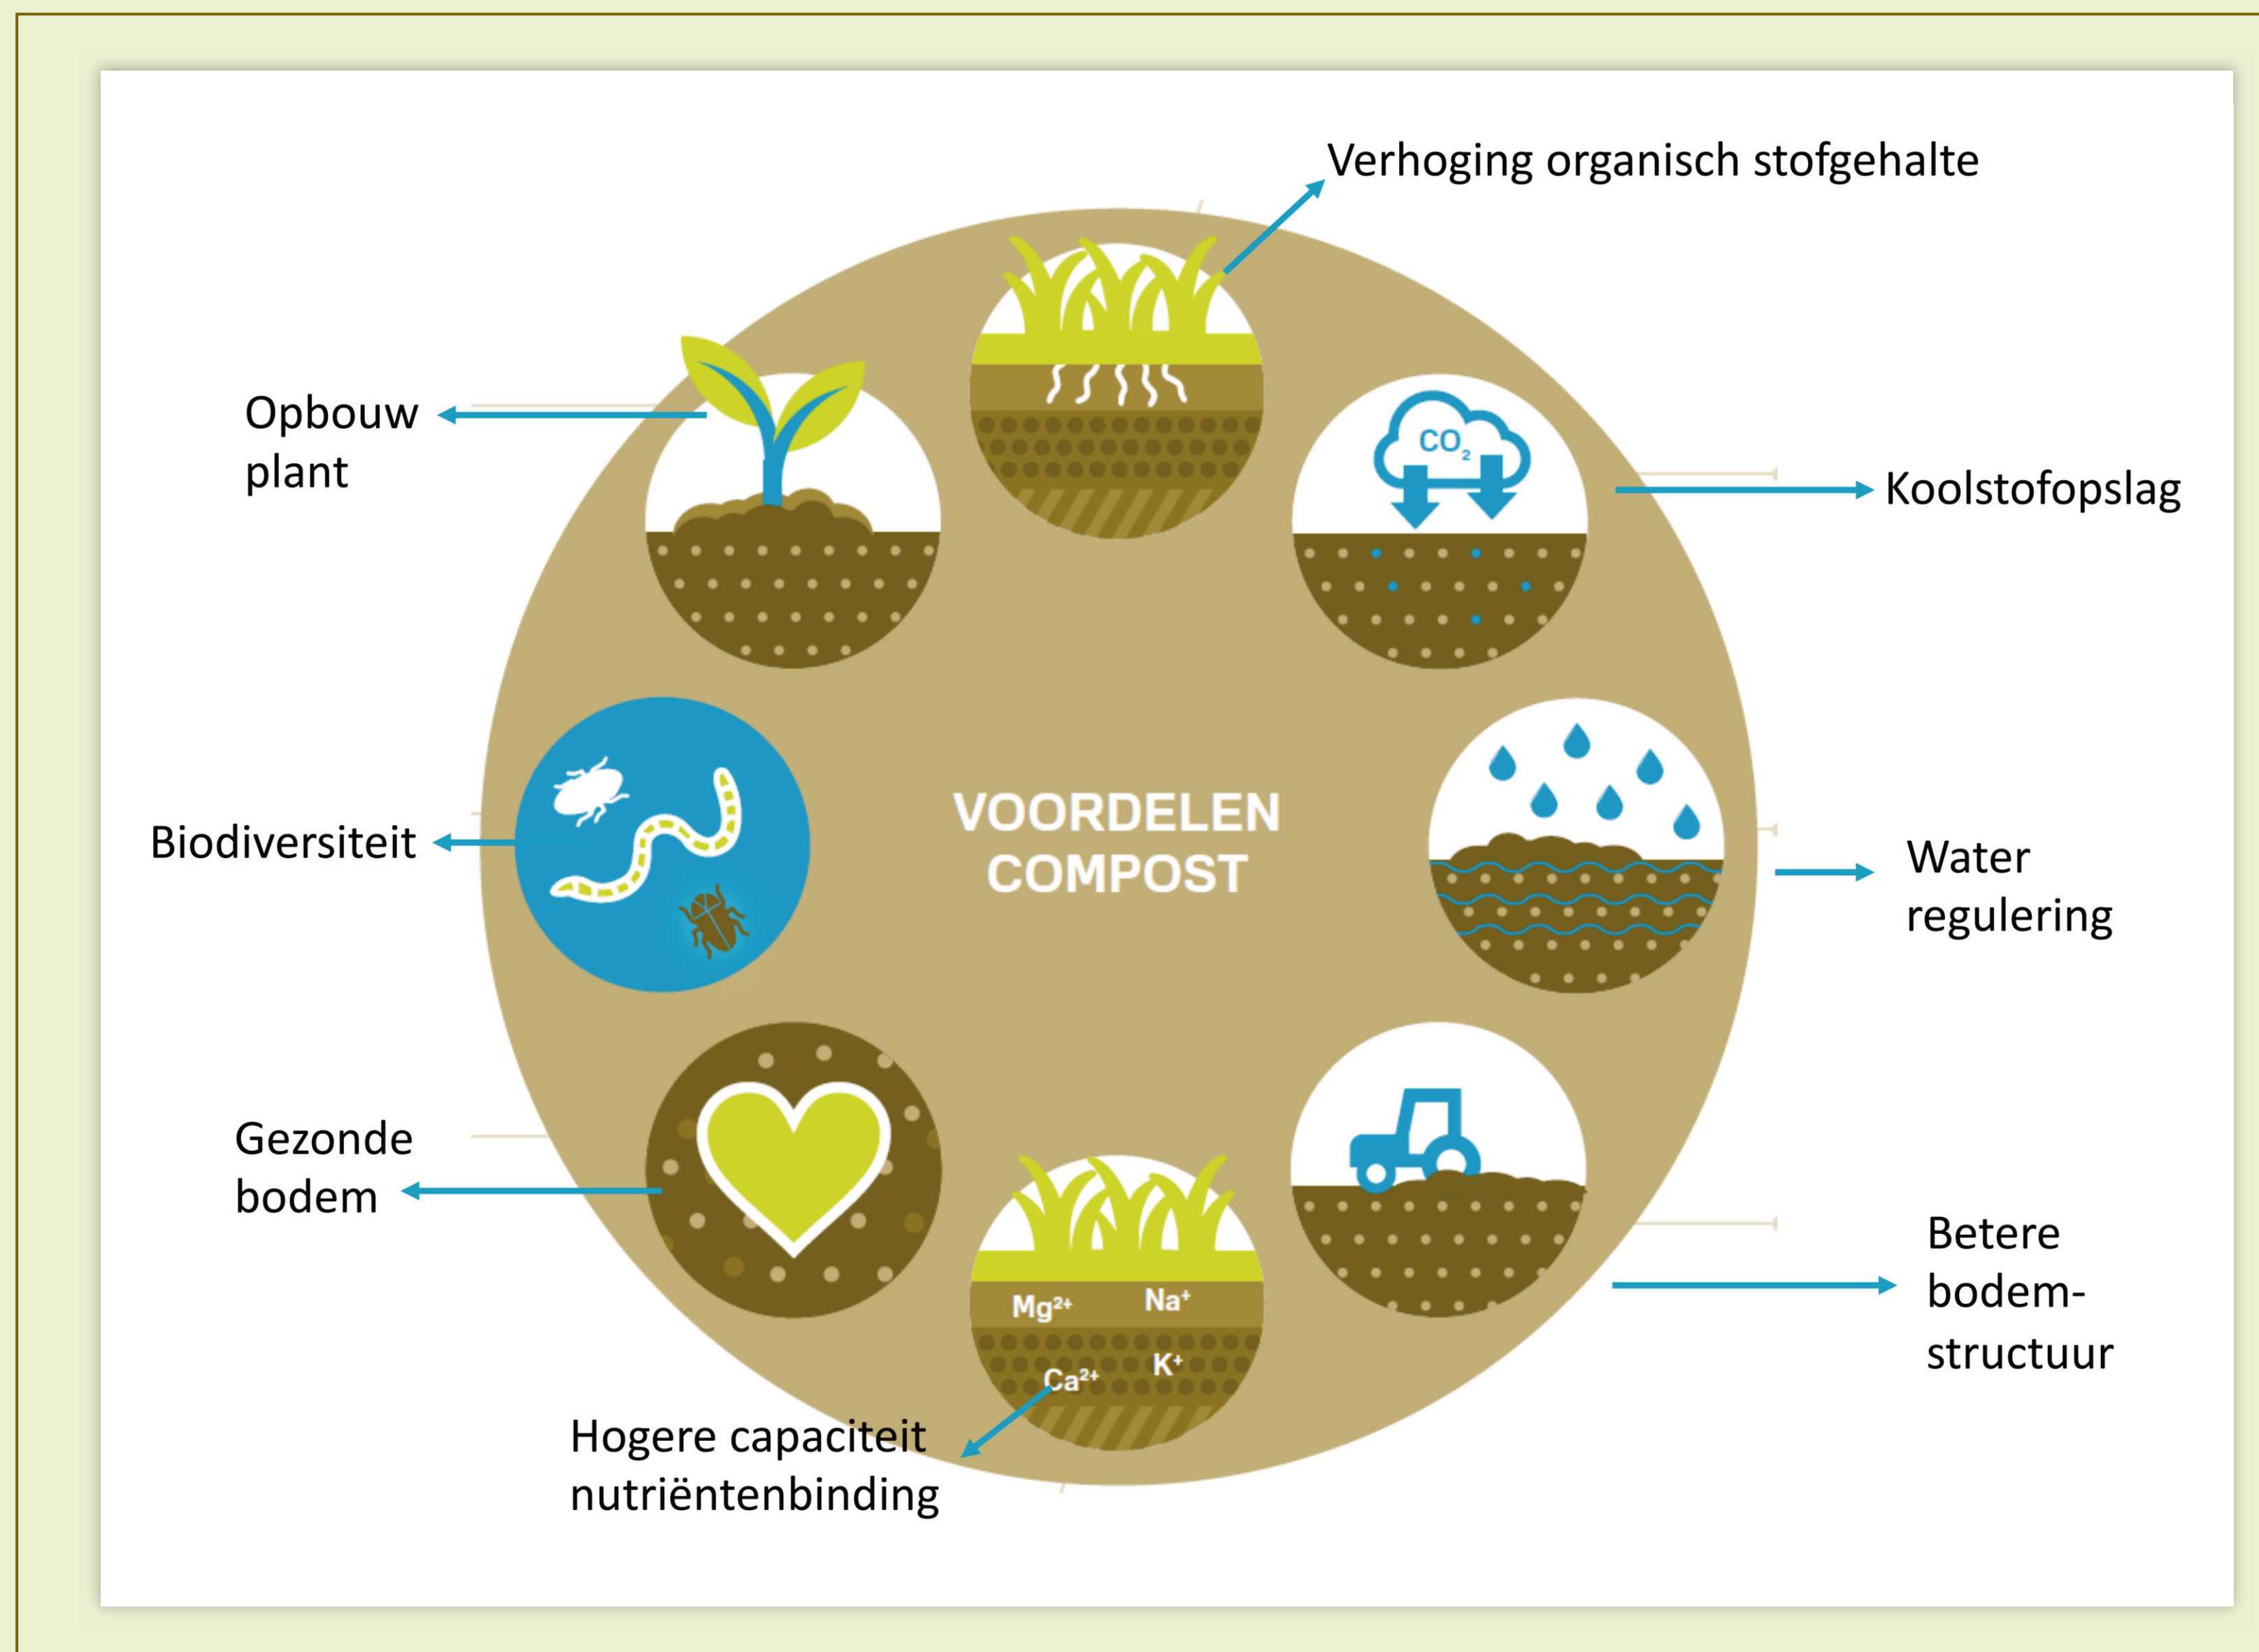 Verhoging organisch stofgehalte
Opbouw
plant
CO₂
Koolstofopslag
Biodiversiteit
VOORDELEN
COMPOST
Water
regulering
Gezonde
bodem
Betere
bodem-
structuur
Mg²⁺ Na⁺
Ca²⁺ K⁺
Hogere capaciteit
nutriëntenbinding